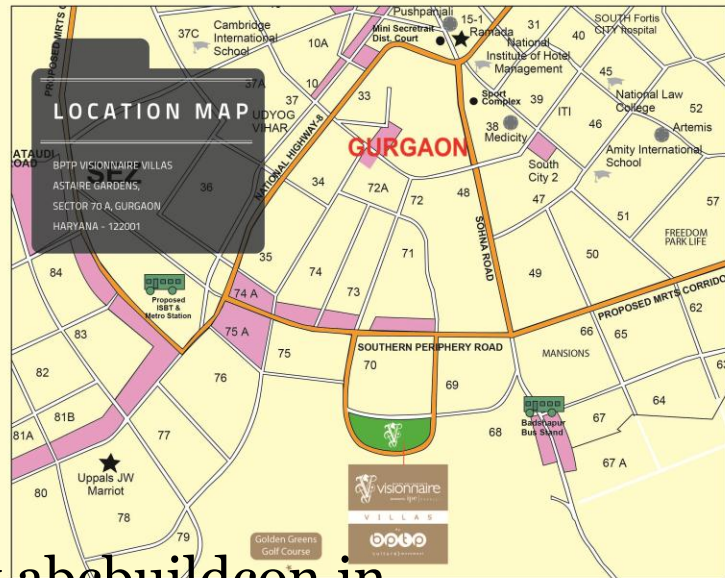 Pushpanjali
37C
Cambridge
International
School
10A
Mini Secretrait
Dist. Court
15-1
Ramada
National
Institute of Hotel
Management
31
40
SOUTH Fortis
CITY hospital
PROPOSED MRTS
37A
10
37
33
Sport
Complex
39
ITI
45
National Law
College
52
LOCATION MAP
UDYOG
VIHAR
NATIONAL HIGHWAY-8
38
Medicity
46
Artemis
GURGAON
Amity International
School
ATAUDI
ROAD
SEZ
BPTP VISIONNAIRE VILLAS
ASTAIRE GARDENS,
SECTOR 70 A, GURGAON
HARYANA - 122001
36
34
72A
72
48
South
City 2
47
51
57
SOHNA ROAD
FREEDOM
PARK LIFE
35
71
50
84
74
49
Proposed
ISBT &
Metro Station
74 A
73
PROPOSED MRTS CORRIDO
62
83
75 A
75
SOUTHERN PERIPHERY ROAD
66
65
MANSIONS
82
76
70
69
63
81B
81A
77
68
Badshapur
Bus Stand
67
64
67 A
Uppals JW
Marriot
80
78
79
visionnaire
VILLAS
by
bptp
Golden Greens
Golf Course
abcbuildcon.in